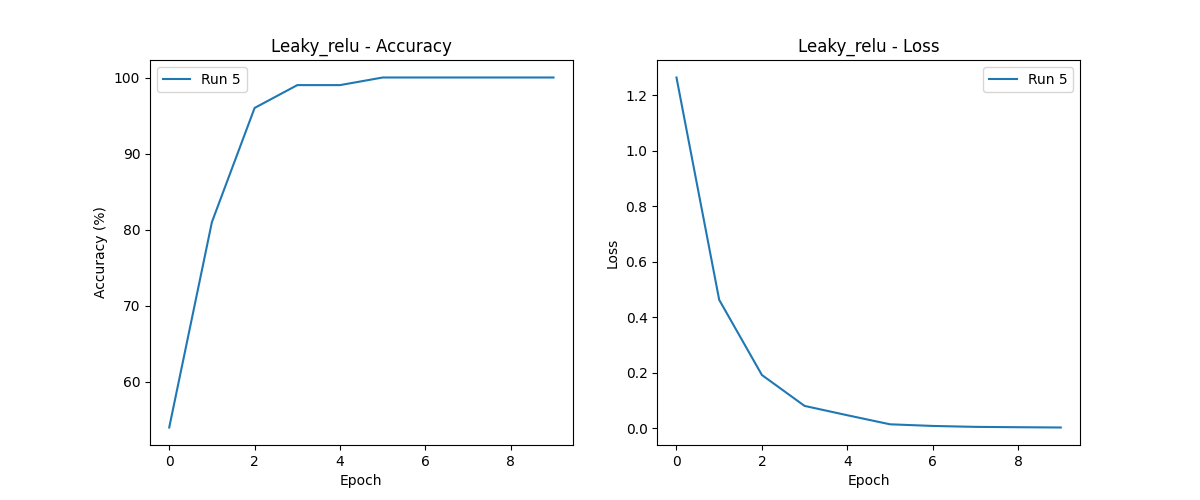 Leaky_relu - Accuracy
Run 5
100
90
80
70
60
Accuracy (%)
0 2 4 6 8
Epoch
Leaky_relu - Loss
Run 5
1.2
1.0
0.8
0.6
0.4
0.2
0.0
Loss
0 2 4 6 8
Epoch